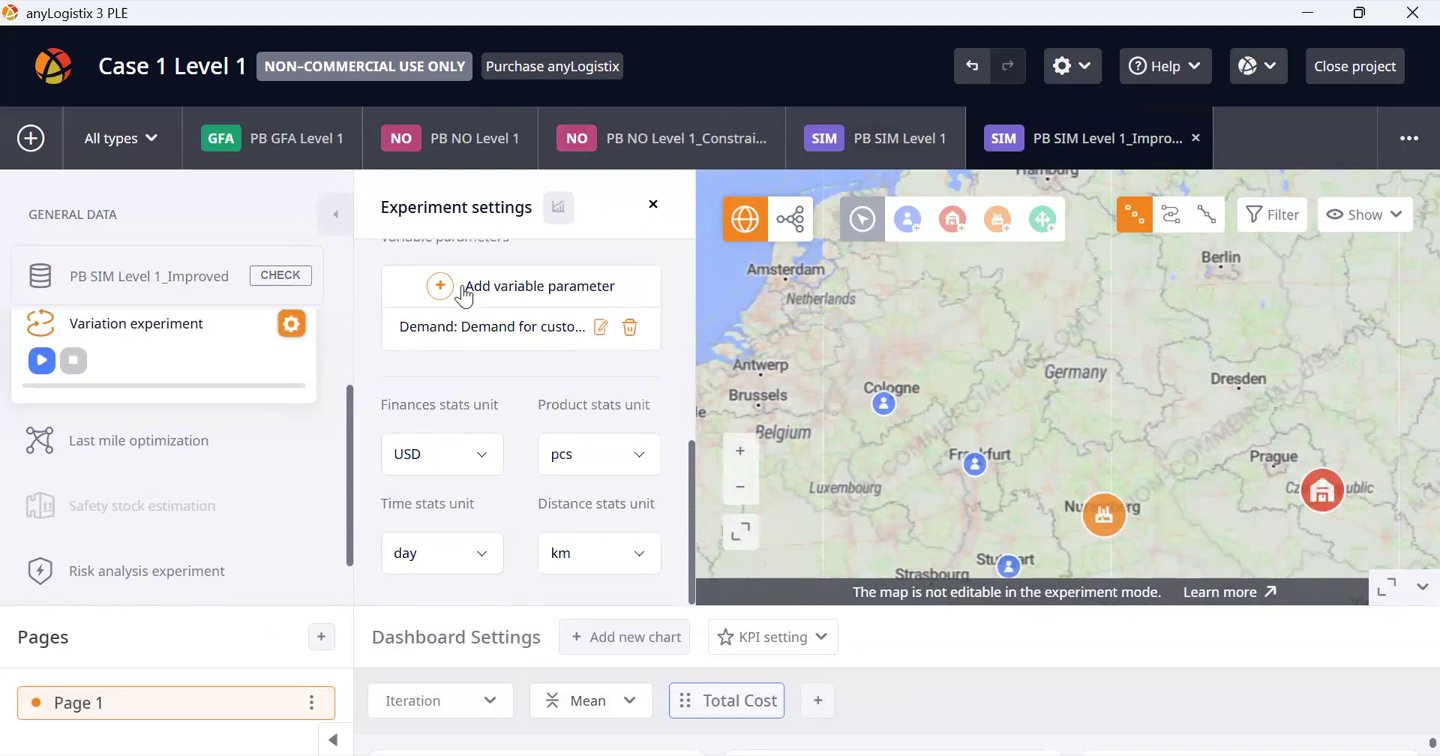 anyLogistix 3 PLE
Case 1 Level 1
NON-COMMERCIAL USE ONLY
Purchase anyLogistix
Help
Close project
All types
GFA PB GFA Level 1
NO PB NO Level 1
NO PB NO Level 1_Constrai...
SIM PB SIM Level 1
SIM PB SIM Level 1_Impro...
GENERAL DATA
PB SIM Level 1_Improved
CHECK
Variation experiment
Last mile optimization
Safety stock estimation
Risk analysis experiment
Experiment settings
Variable parameters
Add variable parameter
Demand: Demand for custo...
Finances stats unit
Product stats unit
USD
pcs
Time stats unit
Distance stats unit
day
km
Filter
Show
Hamburg
Berlin
Amsterdam
Netherlands
Antwerp
Brussels
Cologne
Germany
Dresden
Belgium
Frankfurt
Prague
Luxembourg
Stuttgart
Strasbourg
The map is not editable in the experiment mode.
Learn more
Pages
Page 1
Dashboard Settings
Add new chart
KPI setting
Iteration
Mean
Total Cost